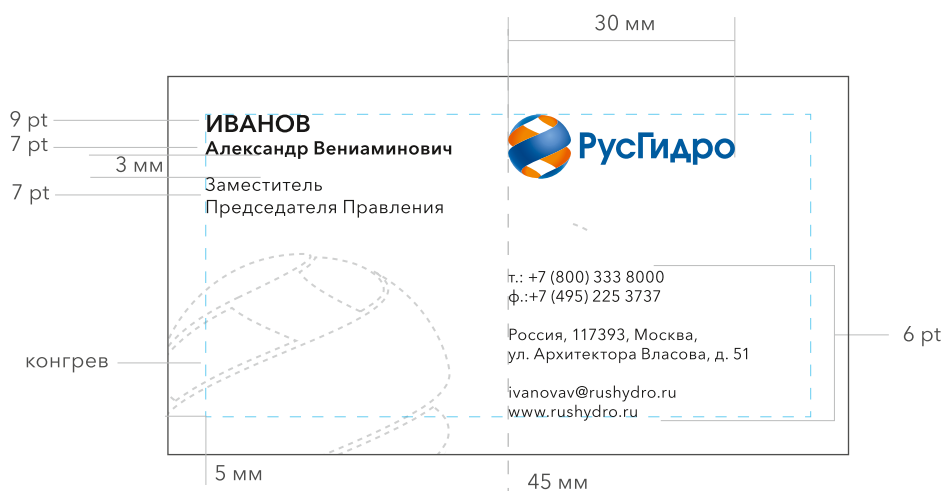 30 мм
9 pt
ИВАНОВ
7 pt
Александр Вениаминович
РусГидро
3 мм
7 pt
Заместитель
Председателя Правления
т.: +7 (800) 333 8000
ф.:+7 (495) 225 3737
Россия, 117393, Москва,
ул. Архитектора Власова, д. 51
6 pt
конгрев
ivanovav@rushydro.ru
www.rushydro.ru
5 мм
45 мм